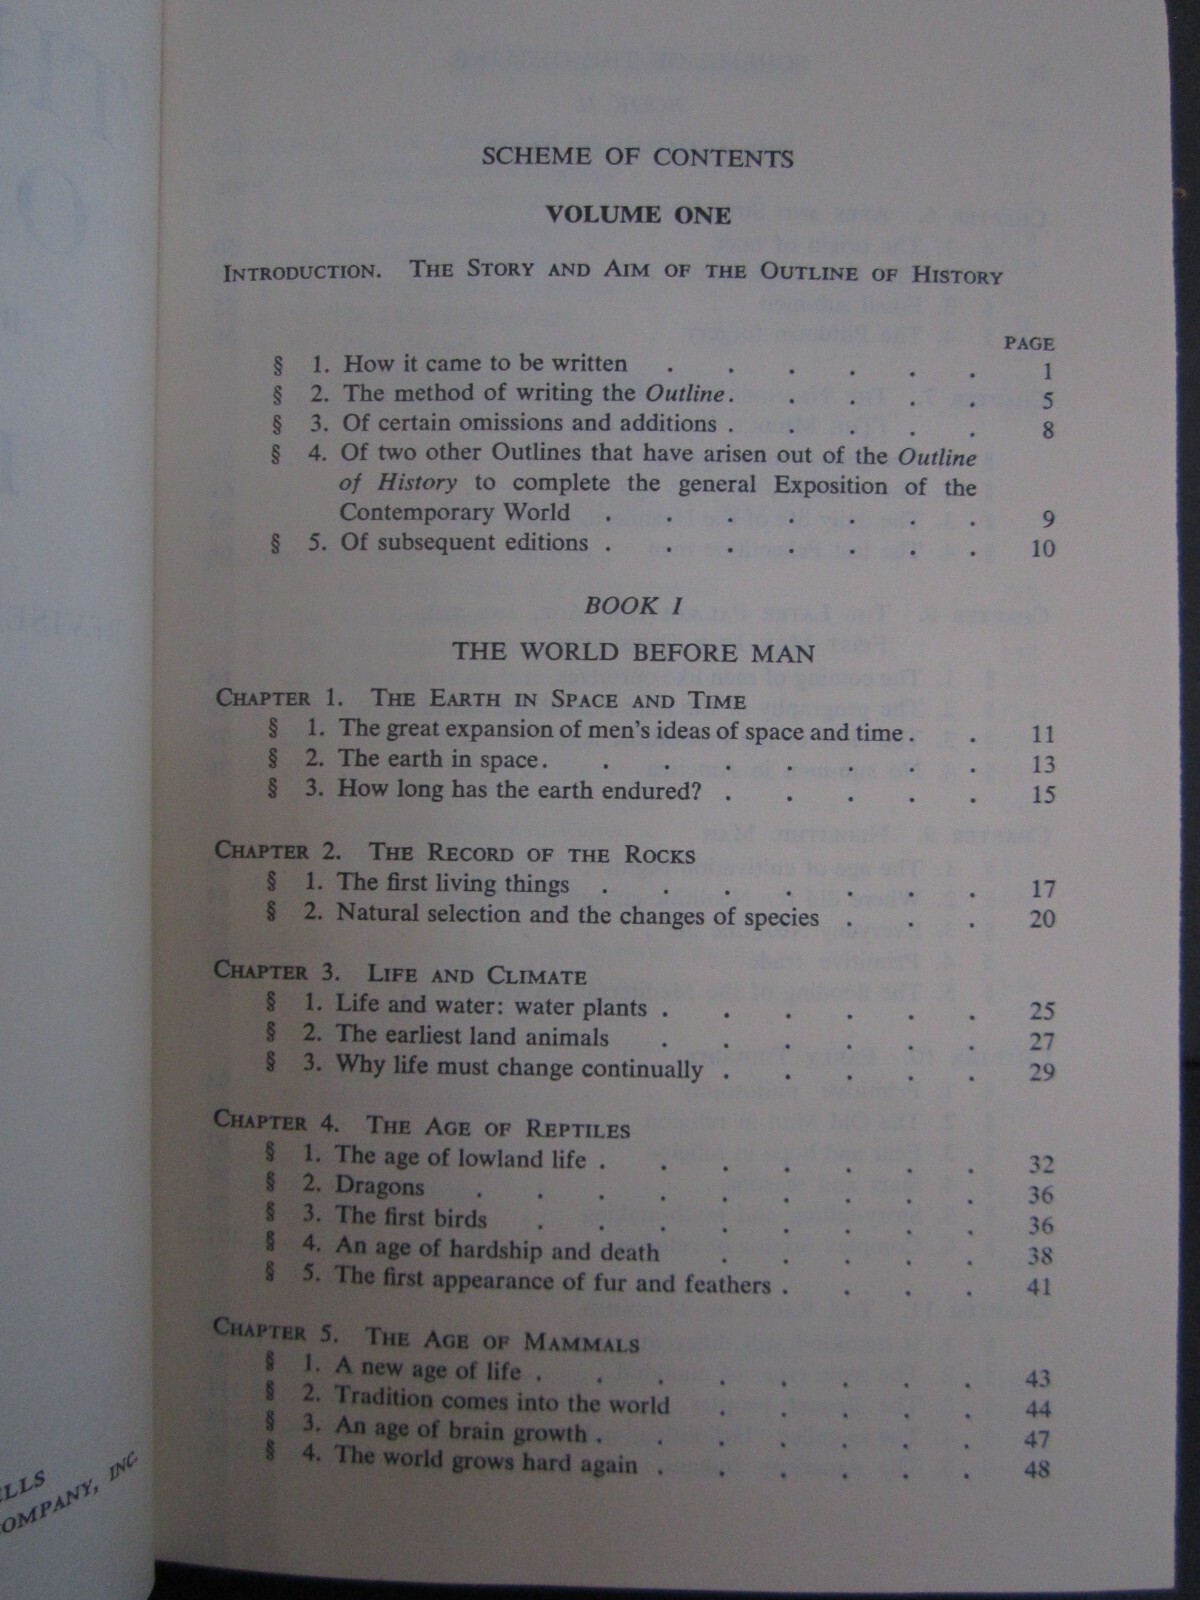 SCHEME OF CONTENTS
VOLUME ONE
INTRODUCTION. THE STORY AND AIM OF THE OUTLINE OF HISTORY
PAGE
§ 1. How it came to be written . . . . . . 1
§ 2. The method of writing the Outline. . . . . 5
§ 3. Of certain omissions and additions . . . . . 8
§ 4. Of two other Outlines that have arisen out of the Outline
of History to complete the general Exposition of the
Contemporary World . . . . . . . 9
§ 5. Of subsequent editions . . . . . . . 10
BOOK I
THE WORLD BEFORE MAN
CHAPTER 1. THE EARTH IN SPACE AND TIME
§ 1. The great expansion of men's ideas of space and time . . 11
§ 2. The earth in space. . . . . . . . 13
§ 3. How long has the earth endured? . . . . . 15
CHAPTER 2. THE RECORD OF THE ROCKS
§ 1. The first living things . . . . . . . 17
§ 2. Natural selection and the changes of species . . . 20
CHAPTER 3. LIFE AND CLIMATE
§ 1. Life and water: water plants . . . . . . 25
§ 2. The earliest land animals . . . . . . 27
§ 3. Why life must change continually . . . . . 29
CHAPTER 4. THE AGE OF REPTILES
§ 1. The age of lowland life . . . . . . . 32
§ 2. Dragons . . . . . . . . . 36
§ 3. The first birds . . . . . . . . 36
§ 4. An age of hardship and death . . . . . 38
§ 5. The first appearance of fur and feathers . . . . 41
CHAPTER 5. THE AGE OF MAMMALS
§ 1. A new age of life . . . . . . . . 43
§ 2. Tradition comes into the world . . . . . 44
§ 3. An age of brain growth . . . . . . . 47
§ 4. The world grows hard again . . . . . . 48
ELLS
COMPANY, INC.